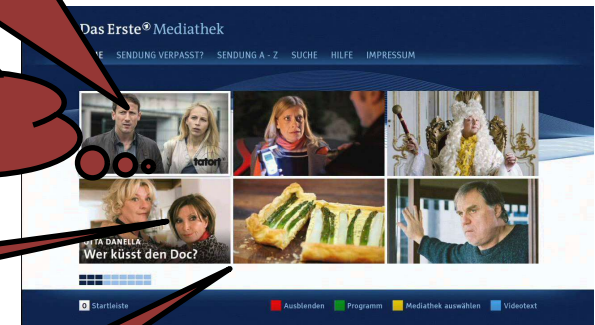 Das Erste Mediathek
SENDUNG VERPASST? SENDUNG A - Z SUCHE HILFE IMPRESSUM
tatort
DANELLA
Wer küsst den Doc?
0 Startleiste Ausblenden Programm Mediathek auswählen Videotext